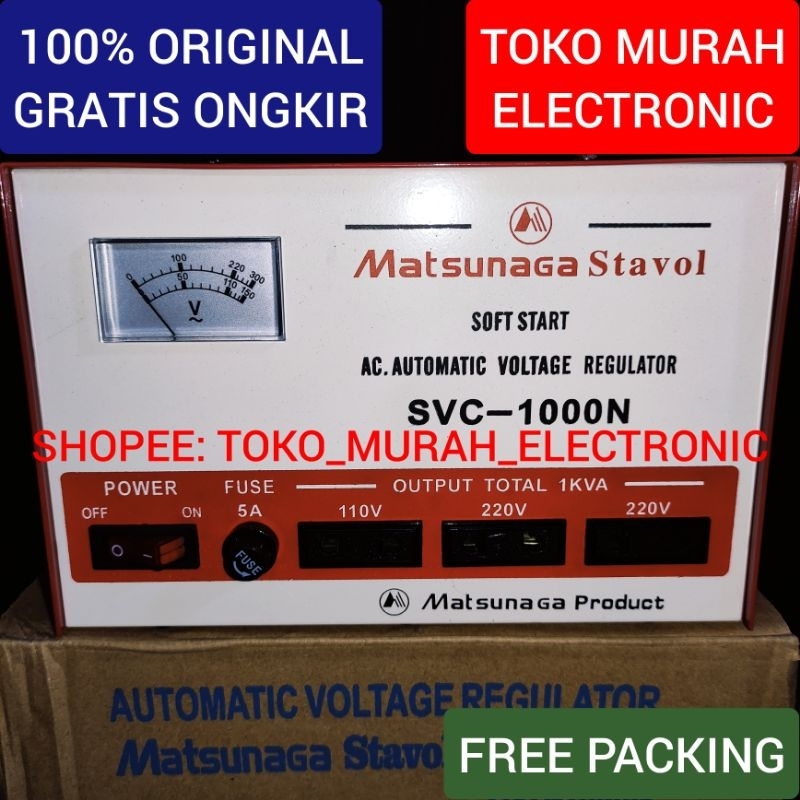 100% ORIGINAL
GRATIS ONGKIR
TOKO MURAH
ELECTRONIC
0 100 220 300
50 110 150
V
~
Matsunaga Stavol
SOFT START
AC. AUTOMATIC VOLTAGE REGULATOR
SVC-1000N
SHOPEE: TOKO_MURAH_ELECTRONIC
POWER FUSE OUTPUT TOTAL 1KVA
OFF ON 5A 110V 220V 220V
FUSE
Matsunaga Product
AUTOMATIC VOLTAGE REGULATOR
Matsunaga Stavol
FREE PACKING